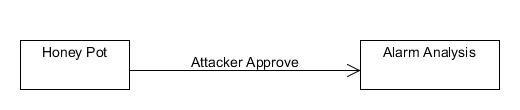 Honey Pot
Attacker Approve
Alarm Analysis